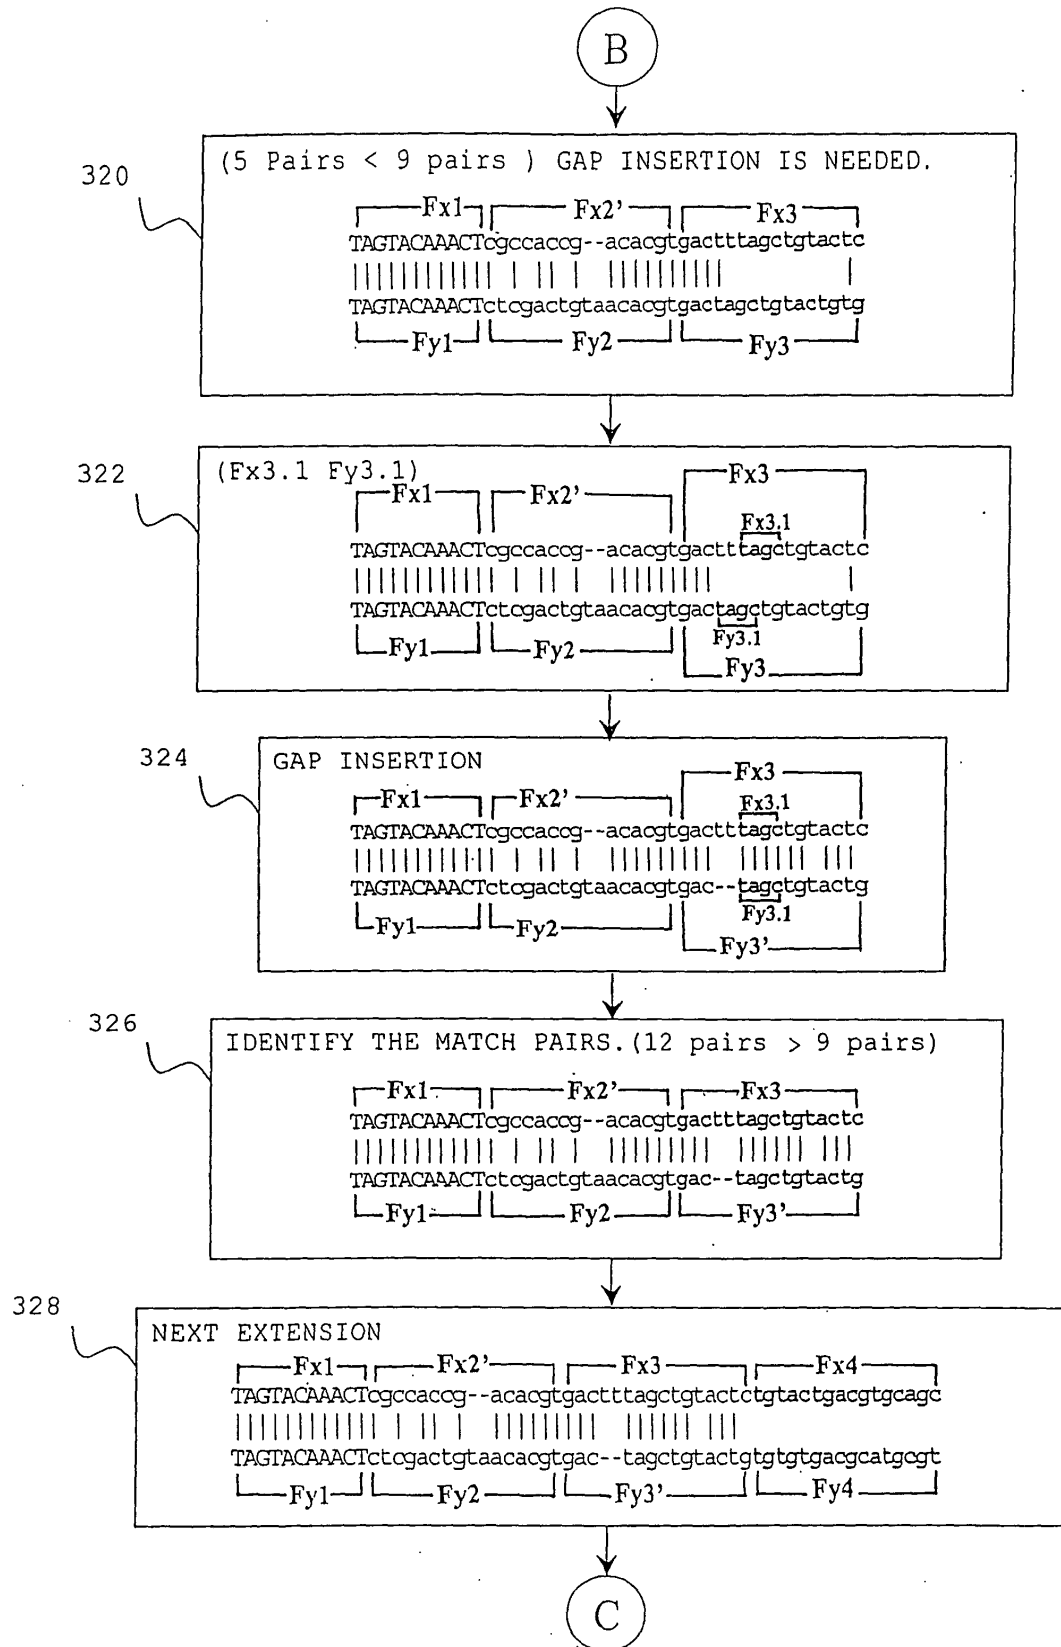 B
320
(5 Pairs < 9 pairs ) GAP INSERTION IS NEEDED.
Fx1 Fx2' Fx3
TAGTACAAACTcgccaccg--acacgtgactttagctgtactc
TAGTACAAACTctcgactgtaacacgtgactagctgtactgtg
Fy1 Fy2 Fy3
322
(Fx3.1 Fy3.1)
Fx1 Fx2' Fx3
Fx3.1
TAGTACAAACTcgccaccg--acacgtgactttagctgtactc
TAGTACAAACTctcgactgtaacacgtgactagctgtactgtg
Fy3.1
Fy1 Fy2 Fy3
324
GAP INSERTION
Fx1 Fx2' Fx3
Fx3.1
TAGTACAAACTcgccaccg--acacgtgactttagctgtactc
TAGTACAAACTctcgactgtaacacgtgac--tagctgtactg
Fy3.1
Fy1 Fy2 Fy3'
326
IDENTIFY THE MATCH PAIRS.(12 pairs > 9 pairs)
Fx1 Fx2' Fx3
TAGTACAAACTcgccaccg--acacgtgactttagctgtactc
TAGTACAAACTctcgactgtaacacgtgac--tagctgtactg
Fy1 Fy2 Fy3'
328
NEXT EXTENSION
Fx1 Fx2' Fx3 Fx4
TAGTACAAACTcgccaccg--acacgtgactttagctgtactctgtactgacgtgcagc
TAGTACAAACTctcgactgtaacacgtgac--tagctgtactgtgtgtgacgcatgcgt
Fy1 Fy2 Fy3' Fy4
C